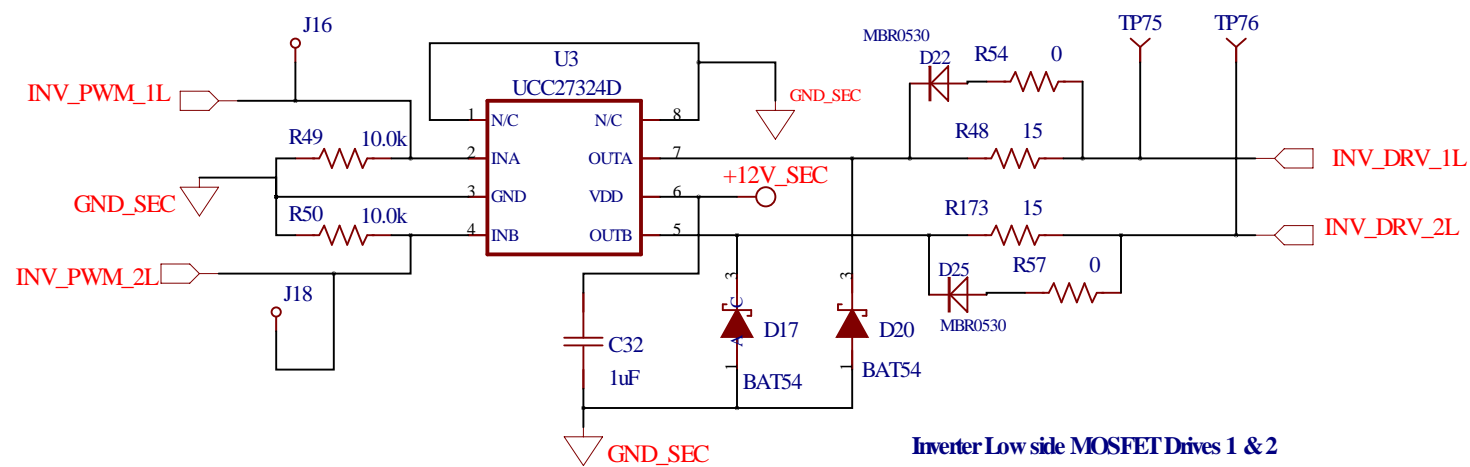 J16
TP75
TP76
MBR0530
U3
D22
R54
0
UCC27324D
INV_PWM_1L
GND_SEC
1
N/C
N/C
8
R49
10.0k
R48
15
2
INA
OUTA
7
INV_DRV_1L
+12V_SEC
3
GND
VDD
6
GND_SEC
R50
10.0k
R173
15
4
INB
OUTB
5
INV_DRV_2L
INV_PWM_2L
D25
R57
0
3
3
J18
C
MBR0530
D17
D20
A
C32
1uF
1
1
BAT54
BAT54
GND_SEC
Inverter Low side MOSFET Drives 1 & 2